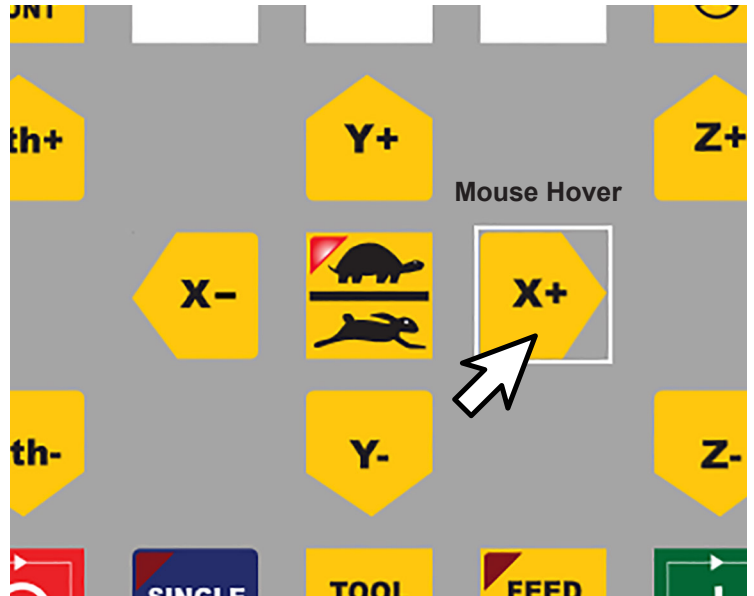 th+
Y+
Z+
Mouse Hover
X–
X+
th-
Y-
Z-
SINGLE
TOOL
FEED